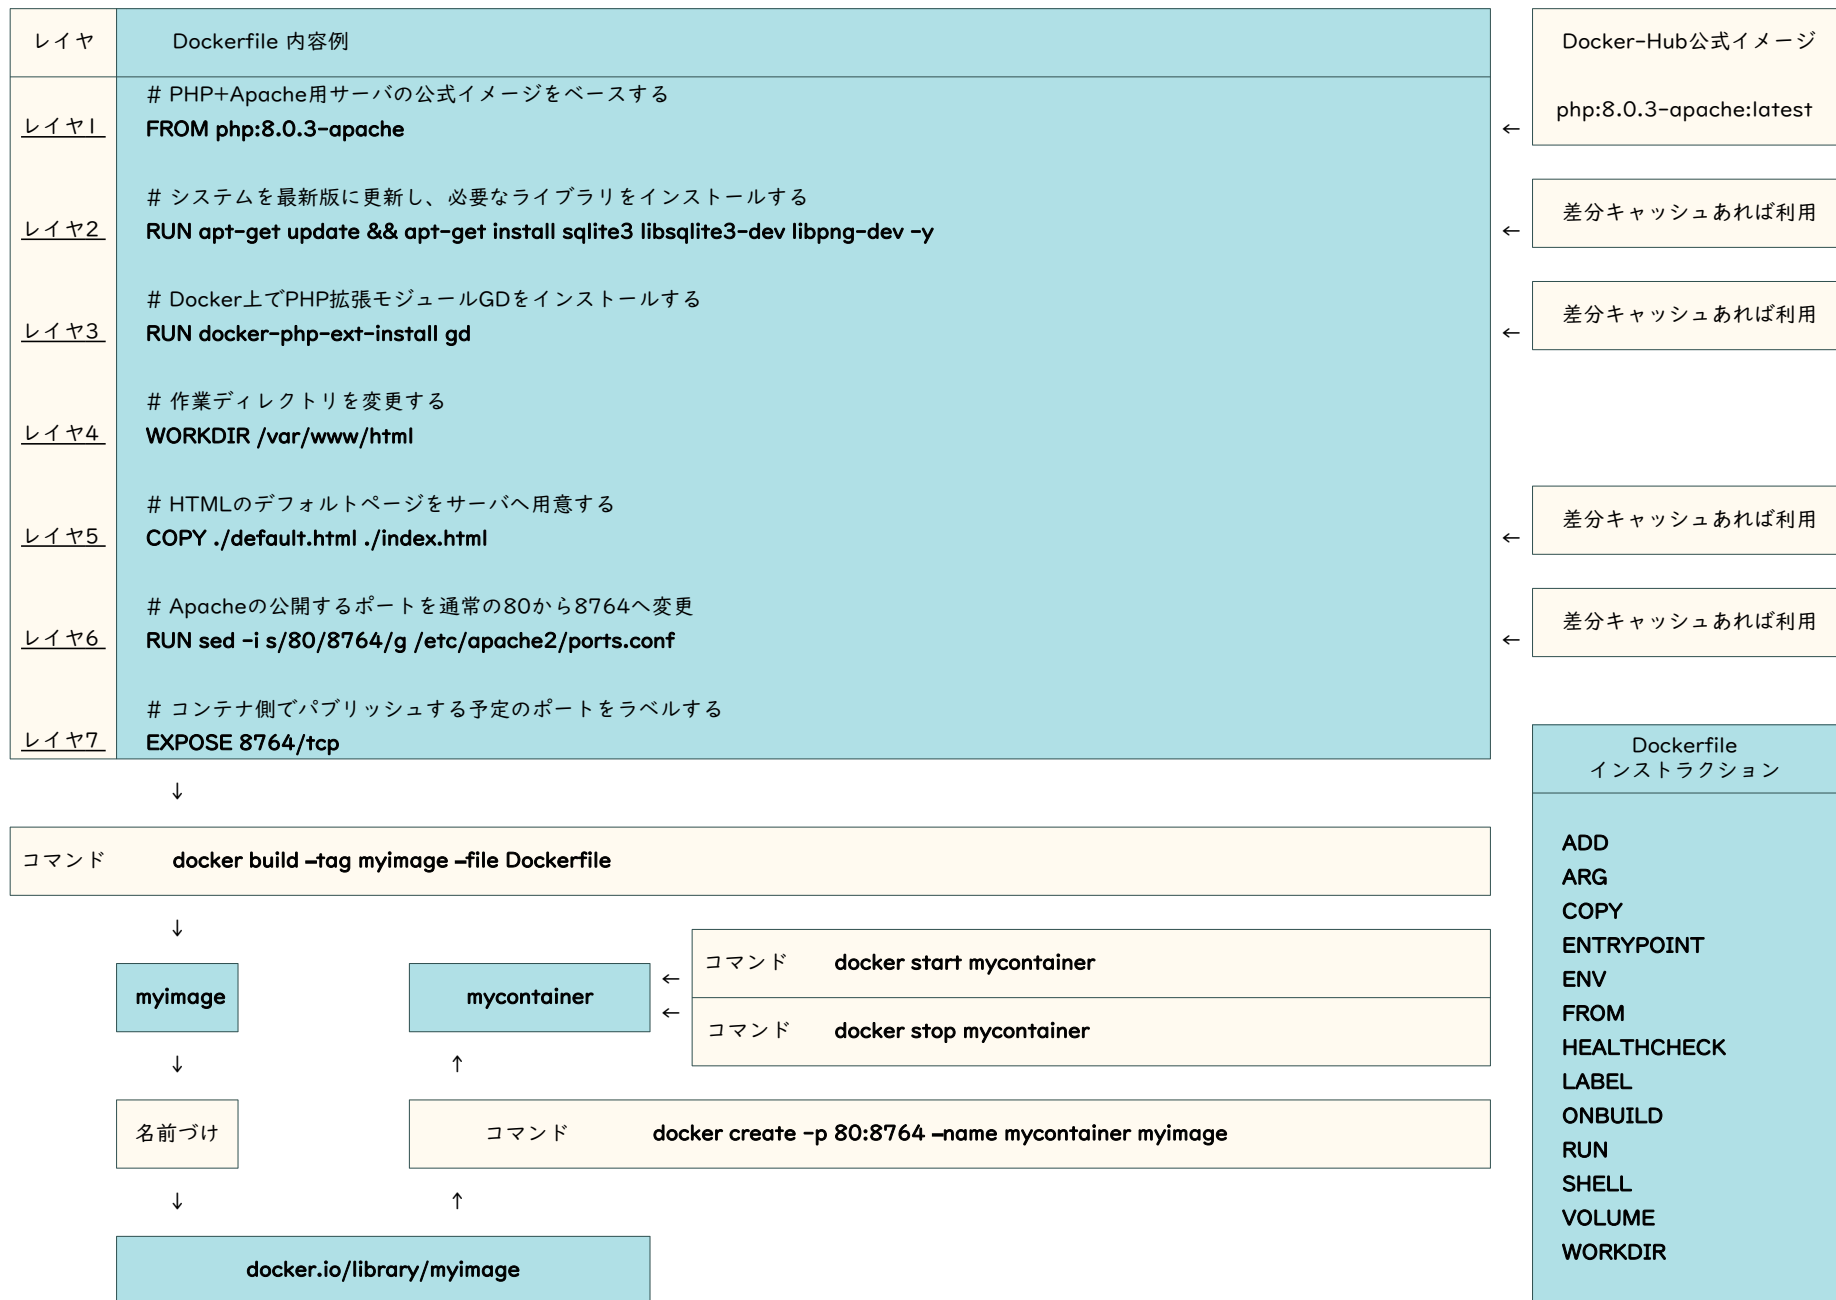 レイヤ
Dockerfile 内容例
# PHP+Apache用サーバの公式イメージをベースする
レイヤ1
FROM php:8.0.3-apache
# システムを最新版に更新し、必要なライブラリをインストールする
レイヤ2
RUN apt-get update && apt-get install sqlite3 libsqlite3-dev libpng-dev -y
# Docker上でPHP拡張モジュールGDをインストールする
レイヤ3
RUN docker-php-ext-install gd
# 作業ディレクトリを変更する
レイヤ4
WORKDIR /var/www/html
# HTMLのデフォルトページをサーバへ用意する
レイヤ5
COPY ./default.html ./index.html
# Apacheの公開するポートを通常の80から8764へ変更
レイヤ6
RUN sed -i s/80/8764/g /etc/apache2/ports.conf
# コンテナ側でパブリッシュする予定のポートをラベルする
レイヤ7
EXPOSE 8764/tcp
Docker-Hub公式イメージ
php:8.0.3-apache:latest
←
差分キャッシュあれば利用
←
差分キャッシュあれば利用
←
差分キャッシュあれば利用
←
差分キャッシュあれば利用
←
↓
コマンド
docker build –tag myimage –file Dockerfile
↓
myimage
↓
名前づけ
↓
docker.io/library/myimage
↑
コマンド
docker create -p 80:8764 –name mycontainer myimage
↑
mycontainer
←
コマンド
docker start mycontainer
←
コマンド
docker stop mycontainer
Dockerfile
インストラクション
ADD
ARG
COPY
ENTRYPOINT
ENV
FROM
HEALTHCHECK
LABEL
ONBUILD
RUN
SHELL
VOLUME
WORKDIR